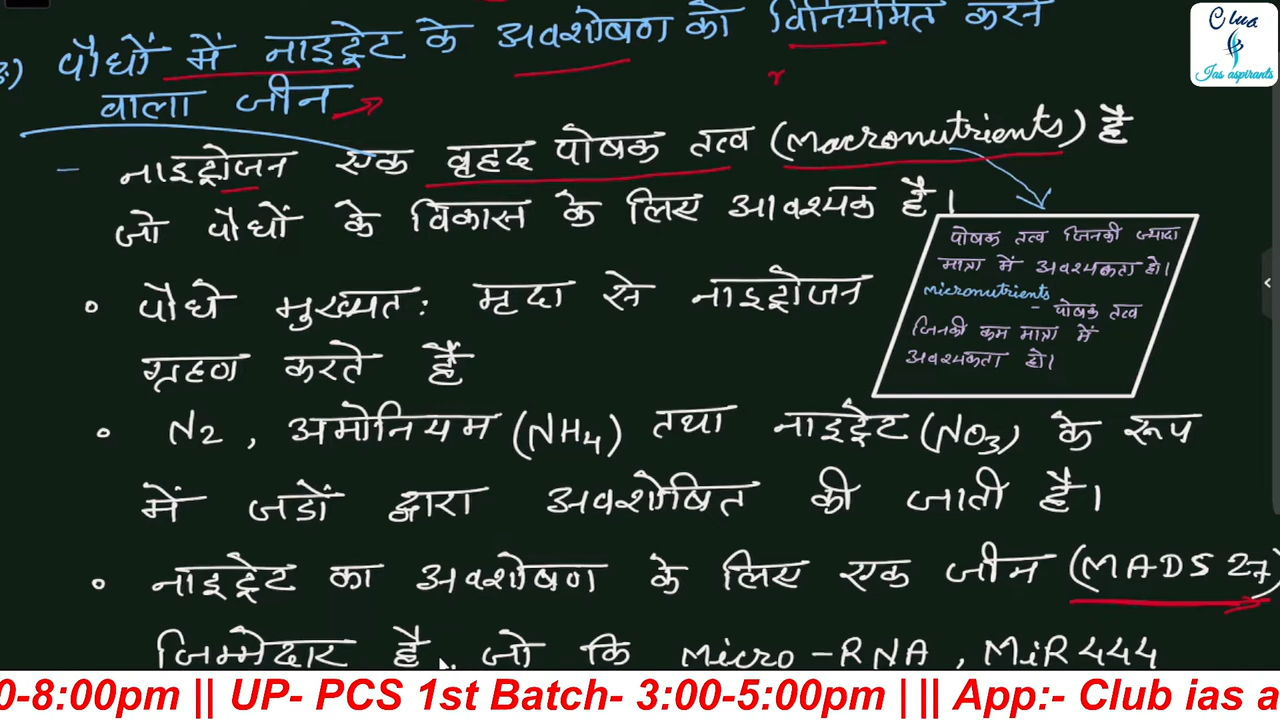 पौधों में नाइट्रेट के अवशोषण को विनियमित करने
वाला जीन
Club
Ias aspirants
- नाइट्रोजन एक वृहद पोषक तत्व (Macronutrients) है
जो पौधों के विकास के लिए आवश्यक है।
पोषक तत्व जिनकी ज्यादा
मात्रा में आवश्यकता हो।
micronutrients
- पोषक तत्व
जिनकी कम मात्रा में
आवश्यकता हो।
• पौधे मुख्यतः मृदा से नाइट्रोजन
ग्रहण करते हैं
• N2, अमोनियम (NH4) तथा नाइट्रेट (NO3) के रूप
में जडों द्वारा अवशोषित की जाती है।
• नाइट्रेट का अवशोषण के लिए एक जीन (MADS 27)
जिम्मेदार है, जो कि micro-RNA, MiR444
0-8:00pm || UP- PCS 1st Batch- 3:00-5:00pm | || App:- Club ias a